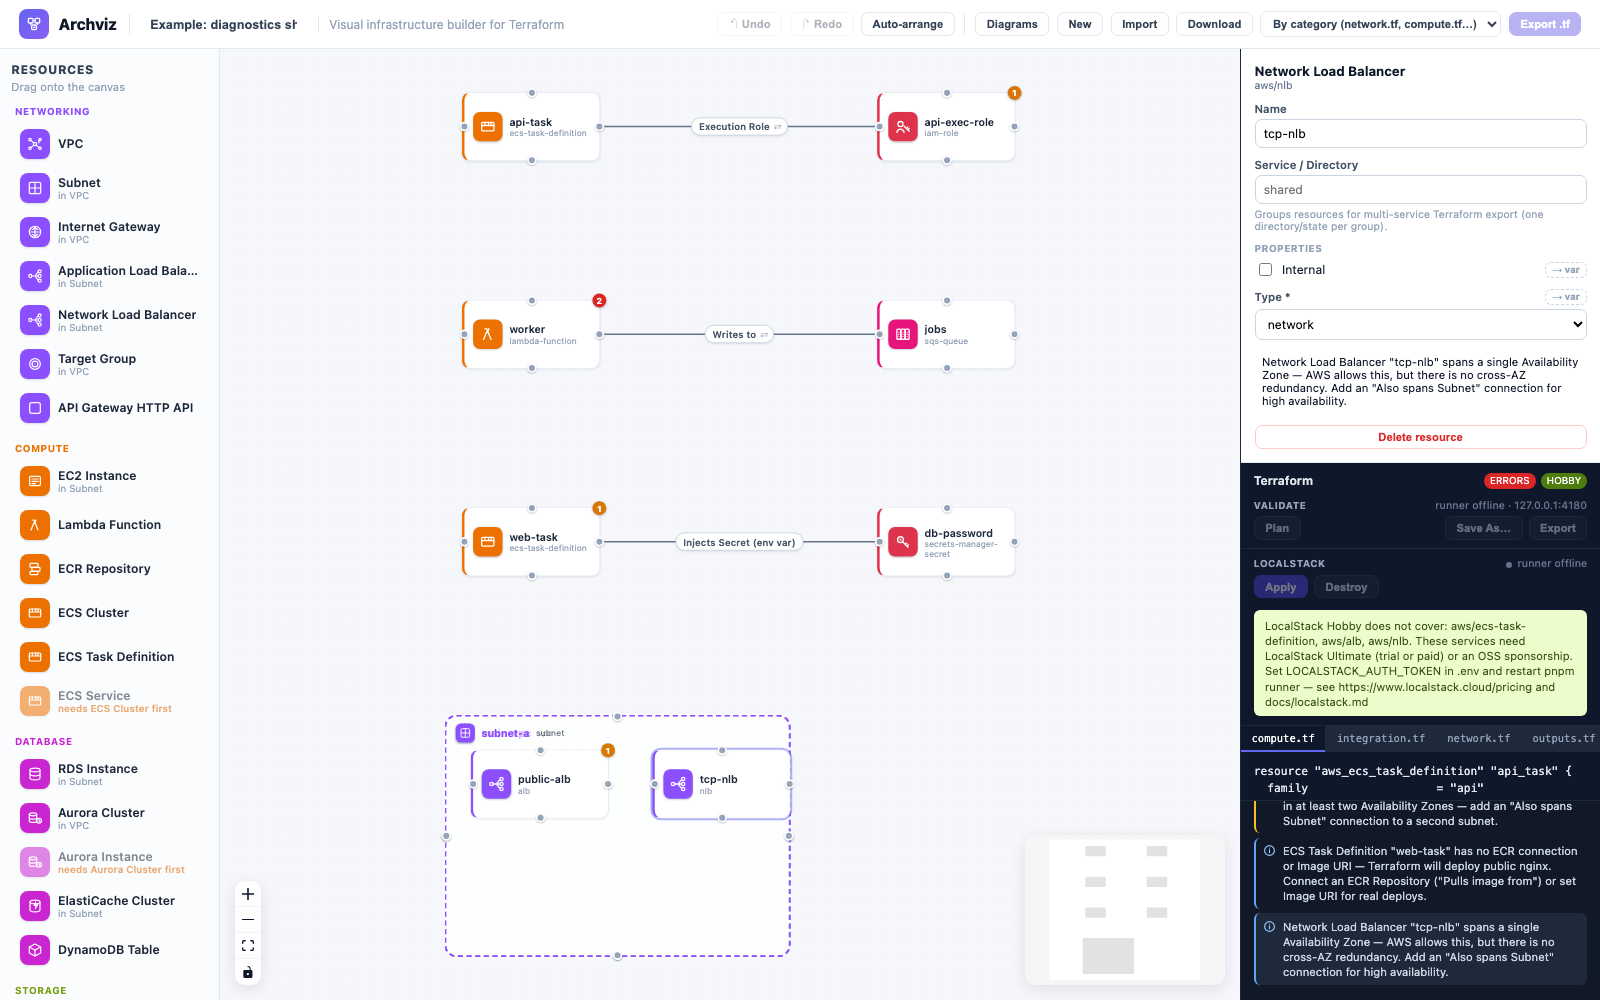 Archviz
Example: diagnostics sh
Visual infrastructure builder for Terraform
Undo
Redo
Auto-arrange
Diagrams
New
Import
Download
By category (network.tf, compute.tf...)
Export .tf
RESOURCES
Drag onto the canvas
NETWORKING
VPC
Subnet
in VPC
Internet Gateway
in VPC
Application Load Bala...
in Subnet
Network Load Balancer
in Subnet
Target Group
in VPC
API Gateway HTTP API
COMPUTE
EC2 Instance
in Subnet
Lambda Function
ECR Repository
ECS Cluster
ECS Task Definition
ECS Service
needs ECS Cluster first
DATABASE
RDS Instance
in Subnet
Aurora Cluster
in VPC
Aurora Instance
needs Aurora Cluster first
ElastiCache Cluster
in Subnet
DynamoDB Table
STORAGE
api-task
ecs-task-definition
Execution Role ⇄
1
api-exec-role
iam-role
2
worker
lambda-function
Writes to ⇄
jobs
sqs-queue
1
web-task
ecs-task-definition
Injects Secret (env var)
db-password
secrets-manager-
secret
subnet-a
subnet
1
public-alb
alb
tcp-nlb
nlb
Network Load Balancer
aws/nlb
Name
tcp-nlb
Service / Directory
shared
Groups resources for multi-service Terraform export (one
directory/state per group).
PROPERTIES
Internal
→ var
Type *
→ var
network
Network Load Balancer "tcp-nlb" spans a single Availability
Zone — AWS allows this, but there is no cross-AZ
redundancy. Add an "Also spans Subnet" connection for
high availability.
Delete resource
Terraform
ERRORS
HOBBY
VALIDATE
runner offline · 127.0.0.1:4180
Plan
Save As...
Export
LOCALSTACK
runner offline
Apply
Destroy
LocalStack Hobby does not cover: aws/ecs-task-
definition, aws/alb, aws/nlb. These services need
LocalStack Ultimate (trial or paid) or an OSS sponsorship.
Set LOCALSTACK_AUTH_TOKEN in .env and restart pnpm
runner — see https://www.localstack.cloud/pricing and
docs/localstack.md
compute.tf
integration.tf
network.tf
outputs.tf
resource "aws_ecs_task_definition" "api_task" {
family = "api"
in at least two Availability Zones — add an "Also spans
Subnet" connection to a second subnet.
ECS Task Definition "web-task" has no ECR connection
or Image URI — Terraform will deploy public nginx.
Connect an ECR Repository ("Pulls image from") or set
Image URI for real deploys.
Network Load Balancer "tcp-nlb" spans a single
Availability Zone — AWS allows this, but there is no
cross-AZ redundancy. Add an "Also spans Subnet"
connection for high availability.